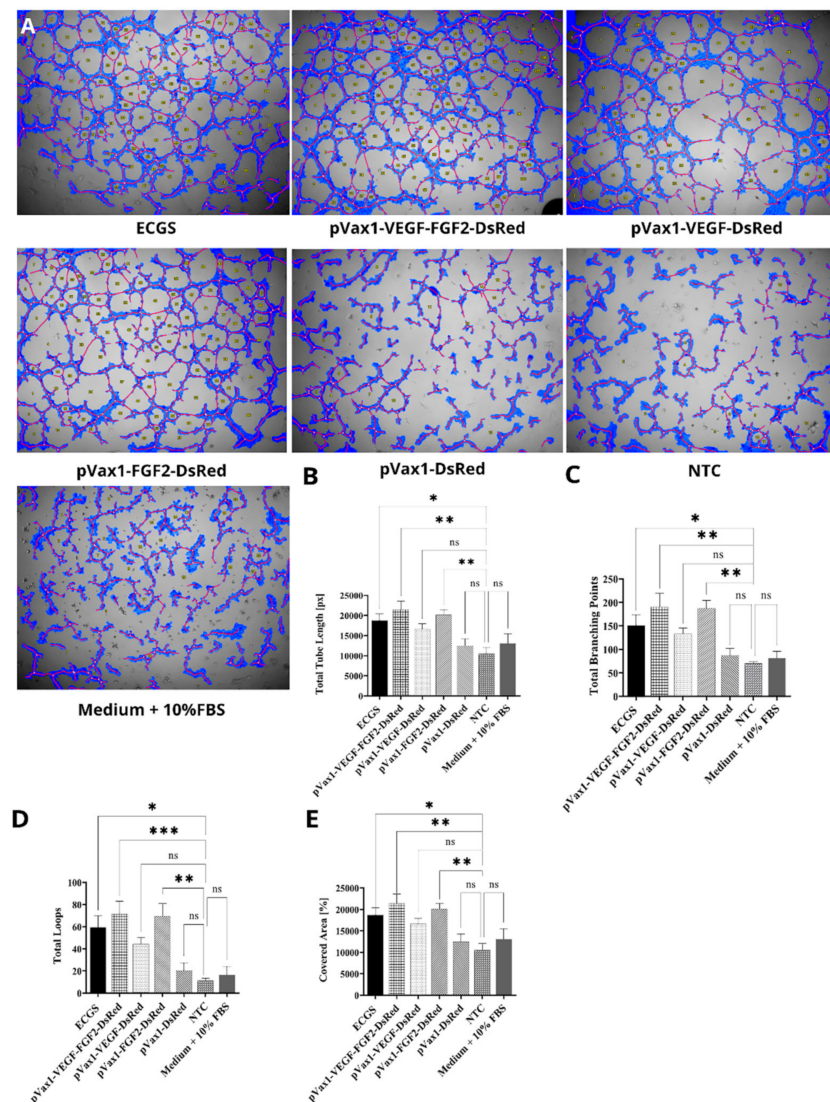 A
ECGS
pVax1-VEGF-FGF2-DsRed
pVax1-VEGF-DsRed
pVax1-FGF2-DsRed
pVax1-DsRed
NTC
Medium + 10%FBS
B
*
**
ns
**
ns
ns
Total Tube Length [px]
25000
20000
15000
10000
5000
0
ECGS
pVax1-VEGF-FGF2-DsRed
pVax1-VEGF-DsRed
pVax1-FGF2-DsRed
pVax1-DsRed
NTC
Medium + 10% FBS
C
*
**
ns
**
ns
ns
Total Branching Points
250
200
150
100
50
0
ECGS
pVax1-VEGF-FGF2-DsRed
pVax1-VEGF-DsRed
pVax1-FGF2-DsRed
pVax1-DsRed
NTC
Medium + 10% FBS
D
*
***
ns
**
ns
ns
Total Loops
100
80
60
40
20
0
ECGS
pVax1-VEGF-FGF2-DsRed
pVax1-VEGF-DsRed
pVax1-FGF2-DsRed
pVax1-DsRed
NTC
Medium + 10% FBS
E
*
**
ns
**
ns
ns
Covered Area [%]
25000
20000
15000
10000
5000
0
ECGS
pVax1-VEGF-FGF2-DsRed
pVax1-VEGF-DsRed
pVax1-FGF2-DsRed
pVax1-DsRed
NTC
Medium + 10% FBS